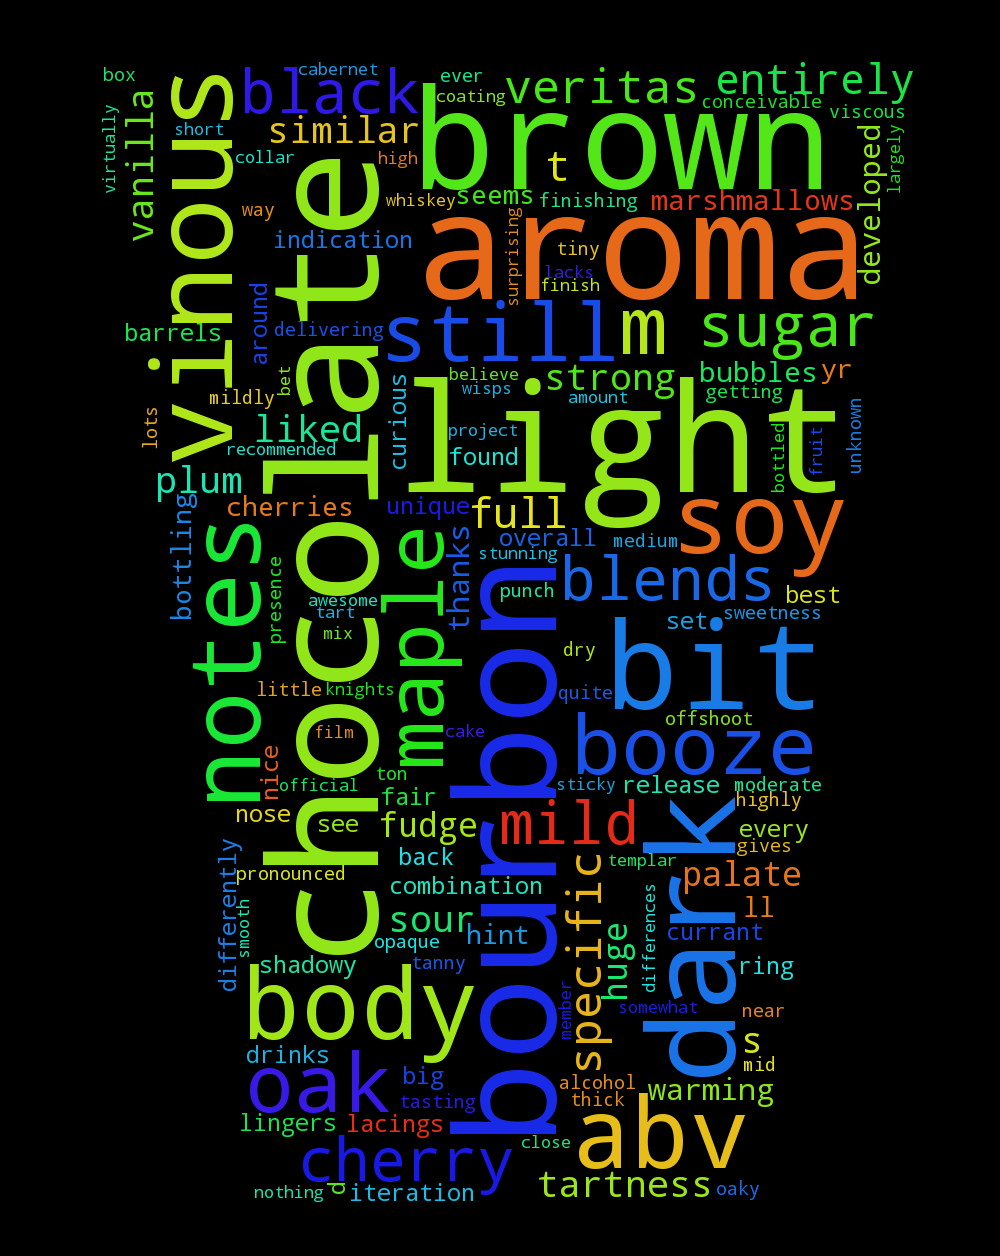 box
cabernet
ever
veritas
entirely
black
coating
conceivable
viscous
virtually
vanilla
vinous
short
similar
brown
collar
high
t
developed
largely
way
whiskey
seems
finishing
marshmallows
indication
chocolate
aroma
surprising
tiny
lacks
finish
barrels
around
delivering
still
m
sugar
bet
believe
strong
bubbles
yr
mildly
wisps
amount
getting
lots
liked
curious
project
light
bottled
fruit
unknown
recommended
found
plum
cherries
unique
full
soy
bottling
notes
maple
thanks
overall
medium
stunning
presence
awesome
punch
blends
best
tart
set
sweetness
mix
dry
bit
little
knights
quite
offshoot
film
cake
booze
nice
official
ton
sticky
release
moderate
fair
highly
nose
see
fudge
mild
every
gives
differently
back
templar
pronounced
combination
bourbon
specific
dark
palate
smooth
sour
ll
opaque
hint
huge
differences
currant
shadowy
tanny
ring
body
member
somewhat
near
s
drinks
mid
oak
big
alcohol
warming
tasting
thick
lingers
lacings
abv
cherry
close
tartness
nothing
d
iteration
oaky